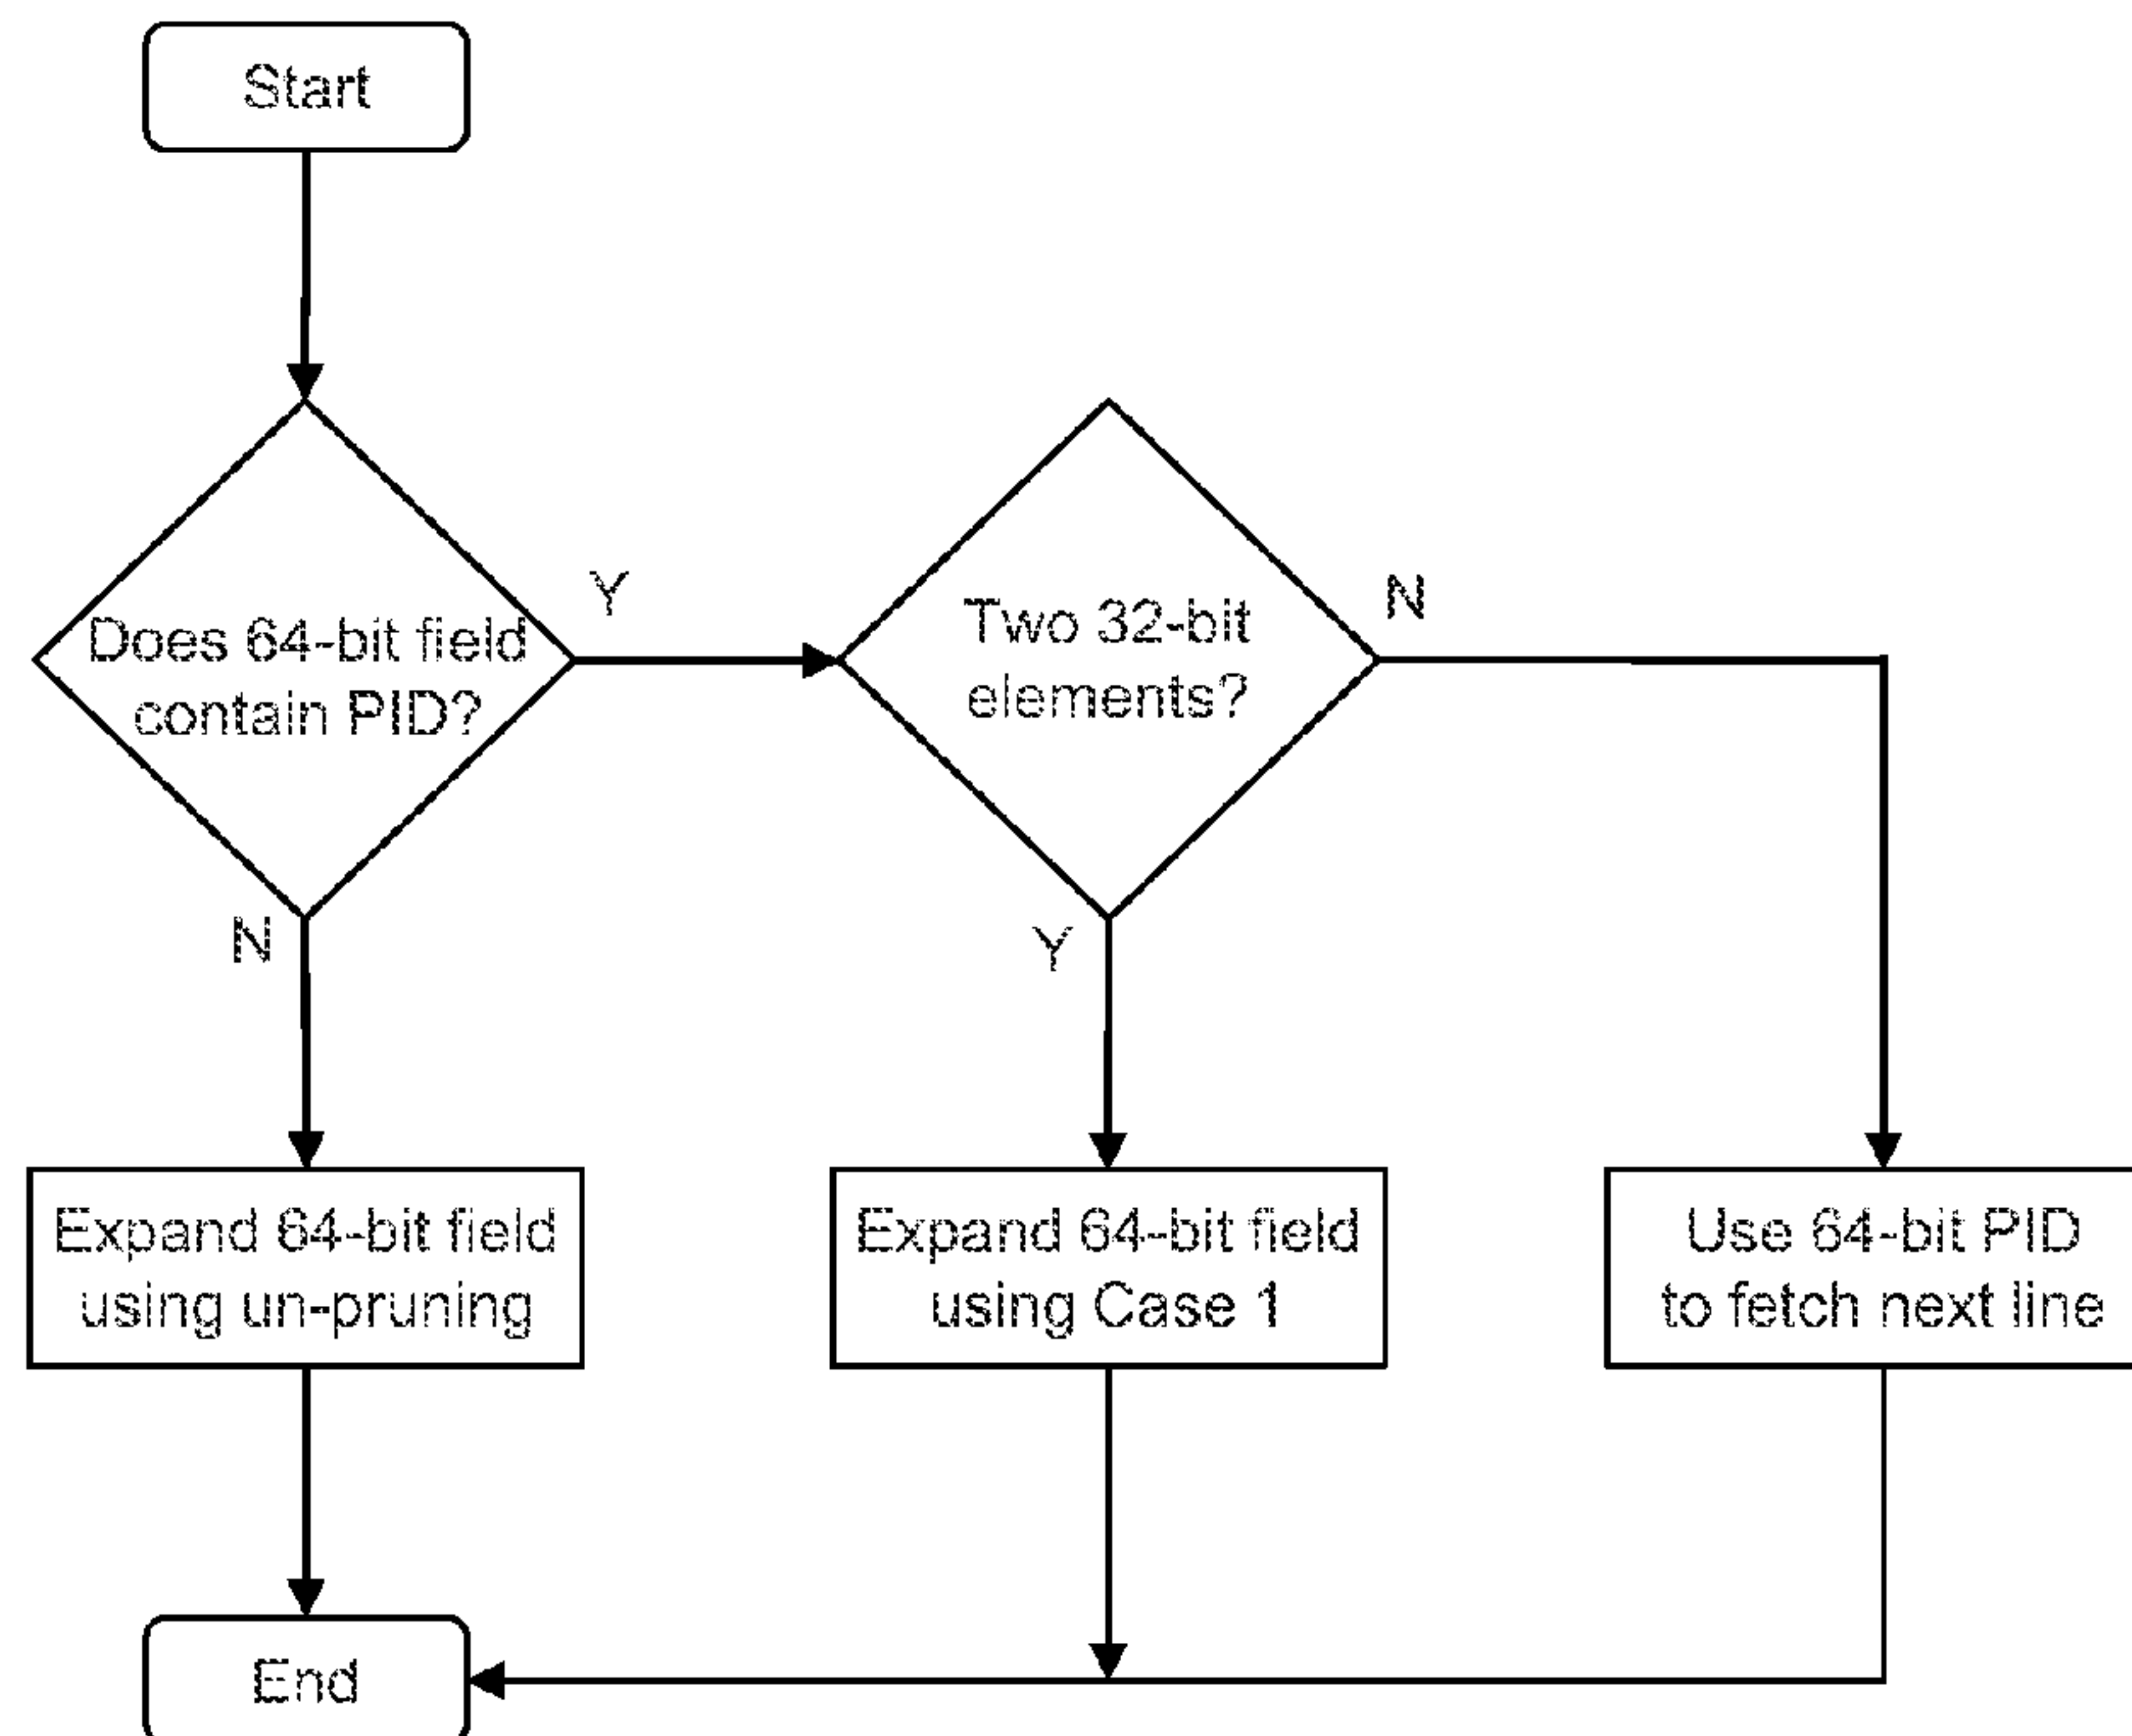 Start
Does 64-bit field
contain PID?
Y
N
Two 32-bit
elements?
N
Y
Expand 64-bit field
using un-pruning
Expand 64-bit field
using Case 1
Use 64-bit PID
to fetch next line
End